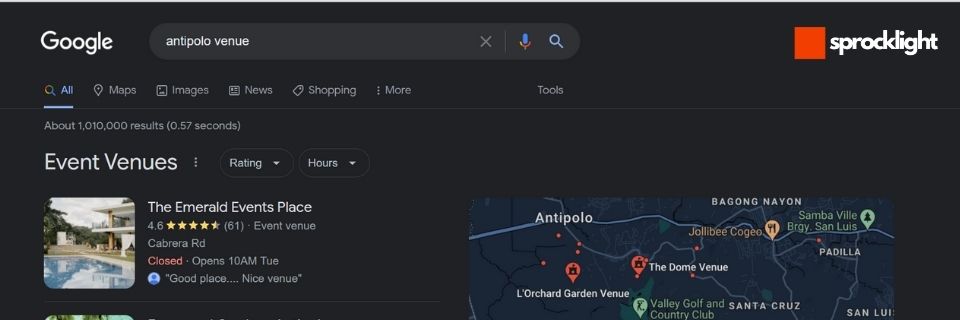 Google
antipolo venue
sprocklight
All
Maps
Images
News
Shopping
More
Tools
About 1,010,000 results (0.57 seconds)
Event Venues
Rating
Hours
The Emerald Events Place
4.6 (61) · Event venue
Cabrera Rd
Closed · Opens 10AM Tue
"Good place.... Nice venue"
BAGONG NAYON
Antipolo
Samba Ville
Brgy. San Luis
Jollibee Cogeo
PADILLA
The Dome Venue
L'Orchard Garden Venue
Valley Golf and
Country Club
SANTA CRUZ
SAN LUI